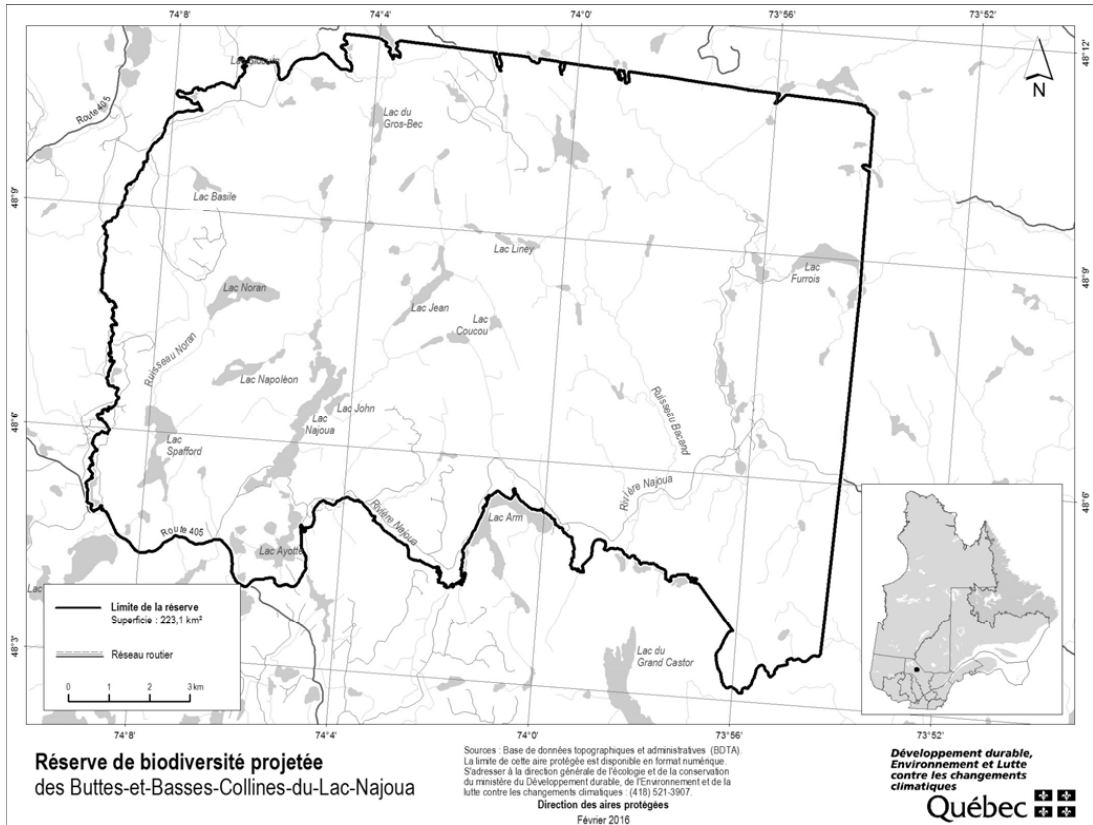 74°8' 74°4' 74°0' 73°56' 73°52'
48°12'
N
Route 405
Lac du
Gros-Bec
48°9'
Lac Basile
Lac Liney
Lac
Furrois
48°9'
Lac Noran
Lac Jean
Lac
Coucou
Ruisseau Noran
Lac Napoléon
Lac John
Lac
Najoua
Ruisseau Bacand
48°6'
Lac
Spafford
Rivière Najoua
48°6'
Lac Arm
Rivière Najoua
Route 405
Lac Ayotte
Lac
Limite de la réserve
Superficie : 223,1 km²
Réseau routier
0 1 2 3 km
48°3'
Lac du
Grand Castor
74°8' 74°4' 74°0' 73°56' 73°52'
Réserve de biodiversité projetée
des Buttes-et-Basses-Collines-du-Lac-Najoua
Sources : Base de données topographiques et administratives (BDTA).
La limite de cette aire protégée est disponible en format numérique.
S'adresser à la direction générale de l'écologie et de la conservation
du ministère du Développement durable, de l'Environnement et de la
lutte contre les changements climatiques : (418) 521-3907.
Direction des aires protégées
Février 2016
Développement durable,
Environnement et Lutte
contre les changements
climatiques
Québec